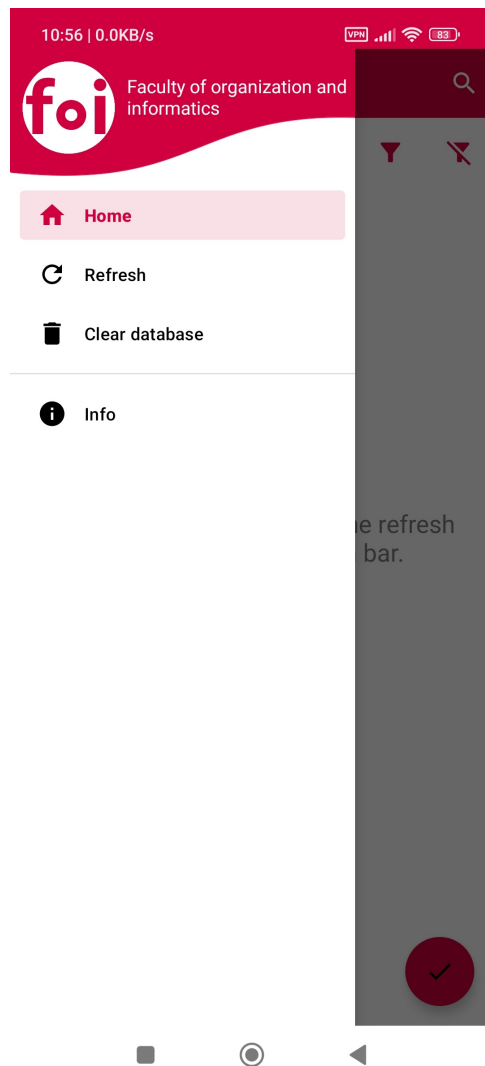 10:56 | 0.0KB/s
VPN
83
foi
Faculty of organization and
informatics
Home
Refresh
Clear database
Info
refresh
bar.